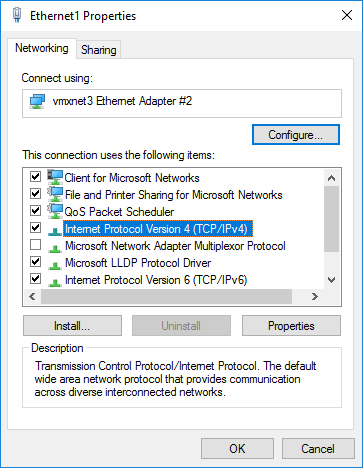 Ethernet1 Properties
Networking
Sharing
Connect using:
vmxnet3 Ethernet Adapter #2
Configure...
This connection uses the following items:
Client for Microsoft Networks
File and Printer Sharing for Microsoft Networks
QoS Packet Scheduler
Internet Protocol Version 4 (TCP/IPv4)
Microsoft Network Adapter Multiplexor Protocol
Microsoft LLDP Protocol Driver
Internet Protocol Version 6 (TCP/IPv6)
Install...
Uninstall
Properties
Description
Transmission Control Protocol/Internet Protocol. The default
wide area network protocol that provides communication
across diverse interconnected networks.
OK
Cancel